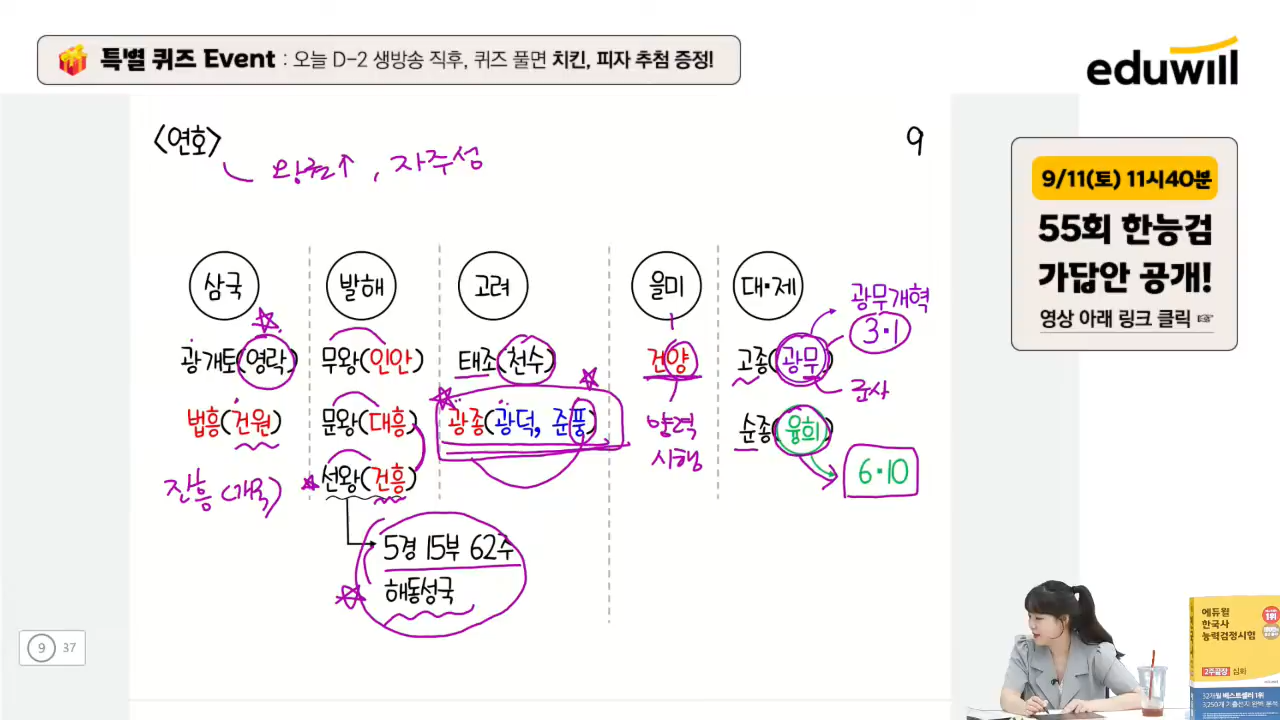 특별 퀴즈 Event : 오늘 D-2 생방송 직후, 퀴즈 풀면 치킨, 피자 추첨 증정!
eduwill
<연호>
왕권↑, 자주성
9
삼국
발해
고려
을미
대·제
광개토(영락)
법흥(건원)
진흥(개국)
무왕(인안)
문왕(대흥)
선왕(건흥)
5경 15부 62주
해동성국
태조(천수)
광종(광덕, 준풍)
건양
양력
시행
고종(광무)
광무개혁
3·1
군사
순종(융희)
6·10
9/11(토) 11시40분
55회 한능검
가답안 공개!
영상 아래 링크 클릭 ☞
9 37
에듀윌
한국사
능력검정시험
2주끝장 심화